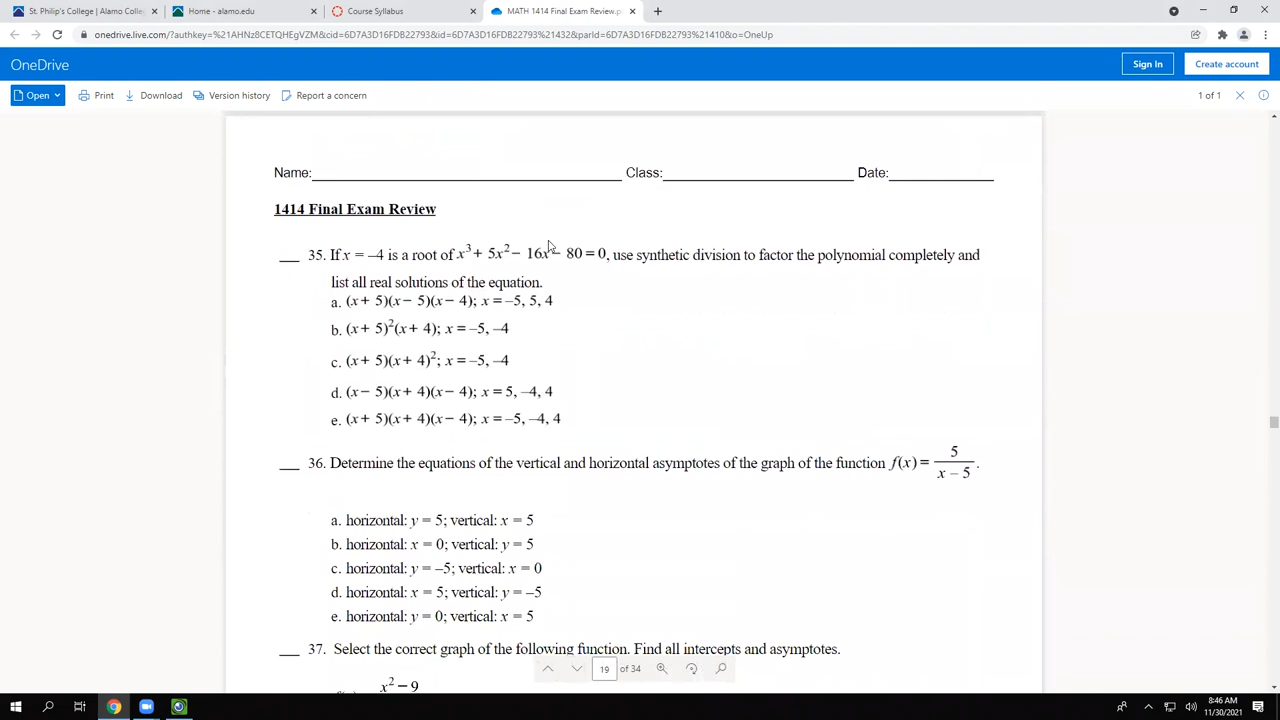 St. Philip's College | Alamo Colle
Home - alamo.edu
Course Syllabus
MATH 1414 Final Exam Review.p
onedrive.live.com/?authkey=%21AHNz8CETQHEgVZM&cid=6D7A3D16FDB22793&id=6D7A3D16FDB22793%21432&parId=6D7A3D16FDB22793%21410&o=OneUp
OneDrive
Sign In
Create account
Open
Print
Download
Version history
Report a concern
1 of 1
Name: Class: Date:
1414 Final Exam Review
35. If x = –4 is a root of x³ + 5x² − 16x − 80 = 0, use synthetic division to factor the polynomial completely and
list all real solutions of the equation.
a. (x + 5)(x − 5)(x − 4); x = –5, 5, 4
b. (x + 5)²(x + 4); x = –5, –4
c. (x + 5)(x + 4)²; x = –5, –4
d. (x − 5)(x + 4)(x − 4); x = 5, –4, 4
e. (x + 5)(x + 4)(x − 4); x = –5, –4, 4
36. Determine the equations of the vertical and horizontal asymptotes of the graph of the function f(x) = 5 / (x − 5).
a. horizontal: y = 5; vertical: x = 5
b. horizontal: x = 0; vertical: y = 5
c. horizontal: y = –5; vertical: x = 0
d. horizontal: x = 5; vertical: y = –5
e. horizontal: y = 0; vertical: x = 5
37. Select the correct graph of the following function. Find all intercepts and asymptotes.
x² − 9
19 of 34
8:46 AM
11/30/2021